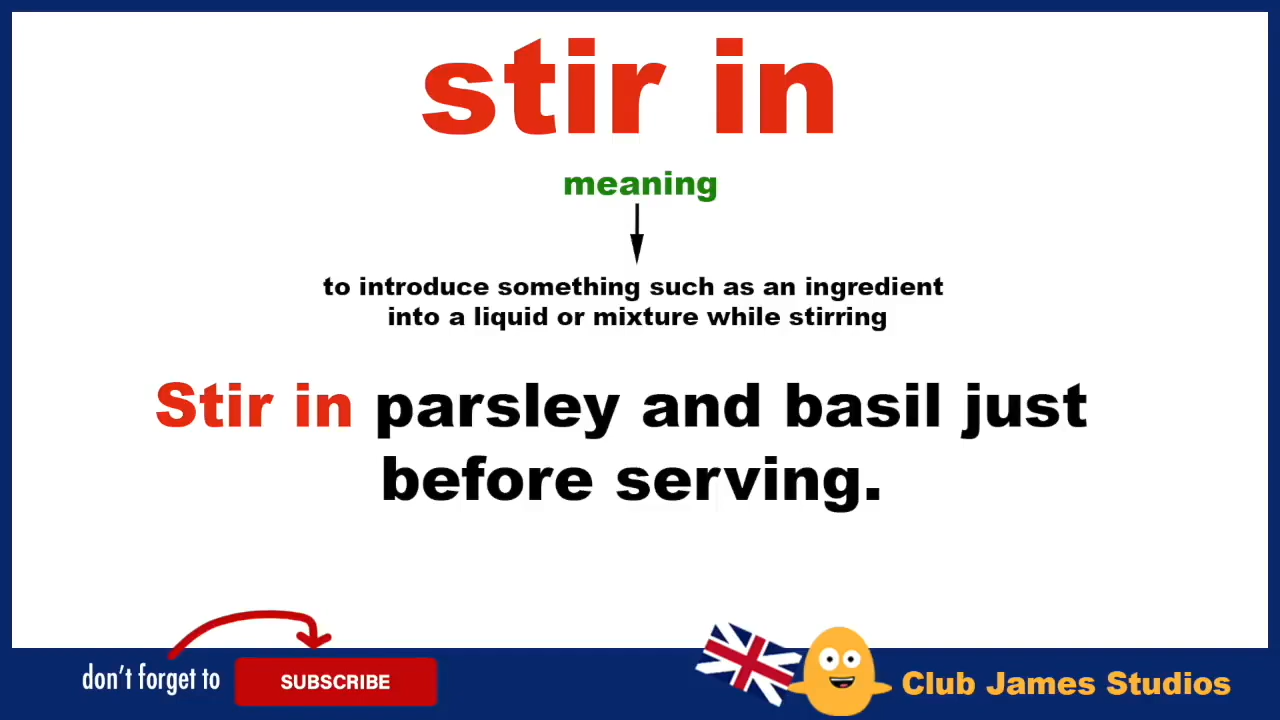 stir in
meaning
to introduce something such as an ingredient
into a liquid or mixture while stirring
Stir in parsley and basil just
before serving.
don't forget to
SUBSCRIBE
Club James Studios